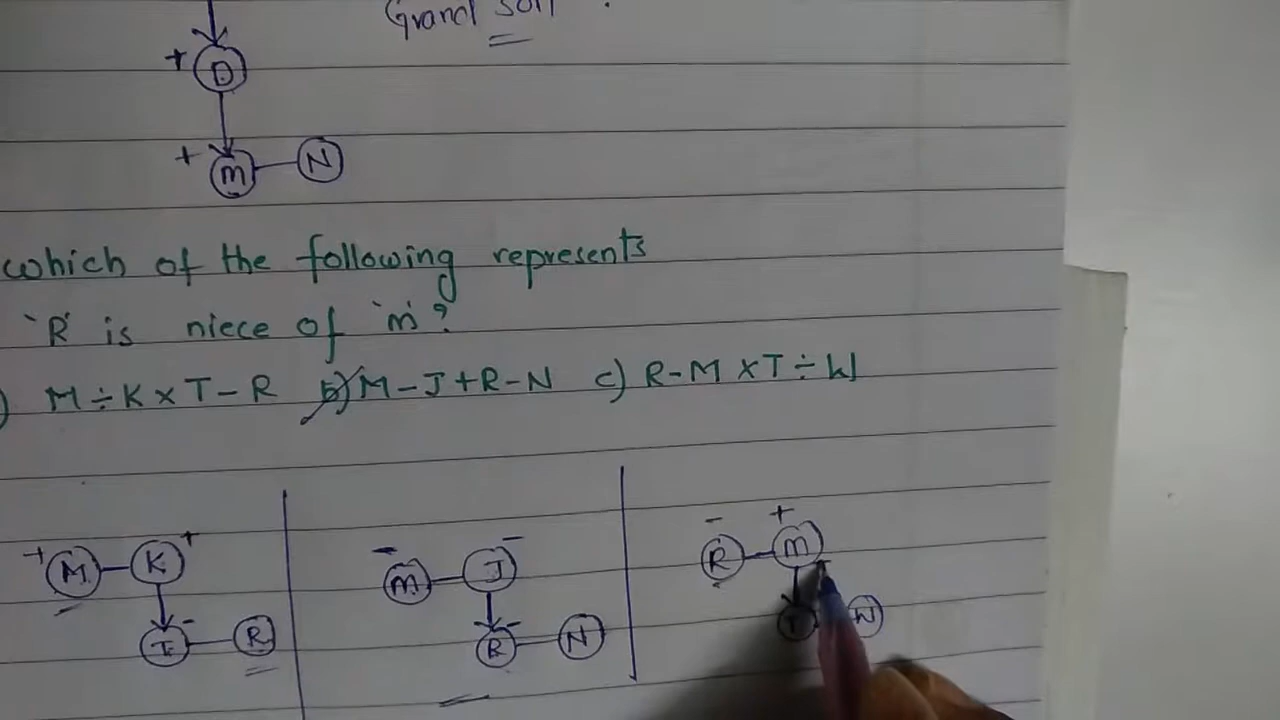 Grand Son .
+ D
+ M N
which of the following represents
`R' is niece of `m'?
) M ÷ K × T - R b) M - J + R - N c) R - M × T ÷ W
- +
+ M K + - M J - R M
I - R R - N W